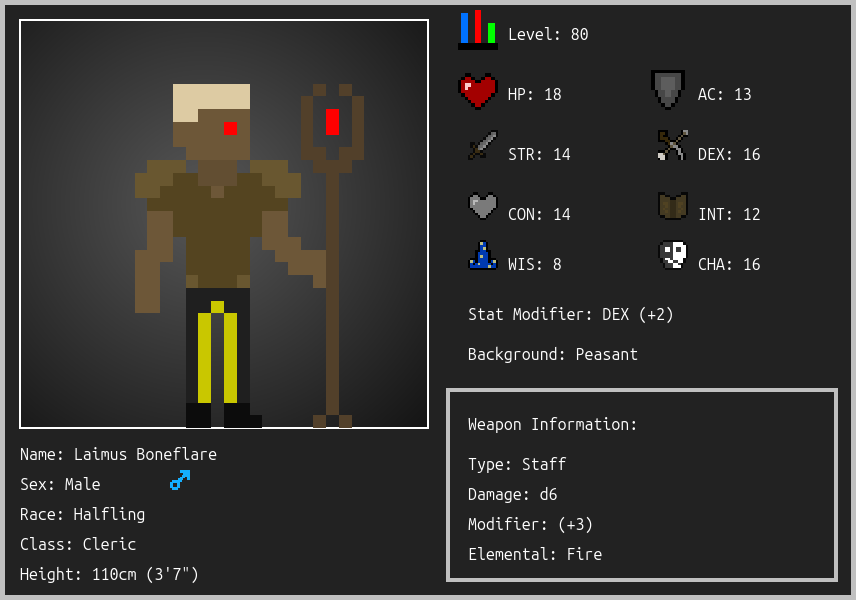 Level: 80
HP: 18
AC: 13
STR: 14
DEX: 16
CON: 14
INT: 12
WIS: 8
CHA: 16
Stat Modifier: DEX (+2)
Background: Peasant
Weapon Information:
Type: Staff
Damage: d6
Modifier: (+3)
Elemental: Fire
Name: Laimus Boneflare
Sex: Male
Race: Halfling
Class: Cleric
Height: 110cm (3'7")